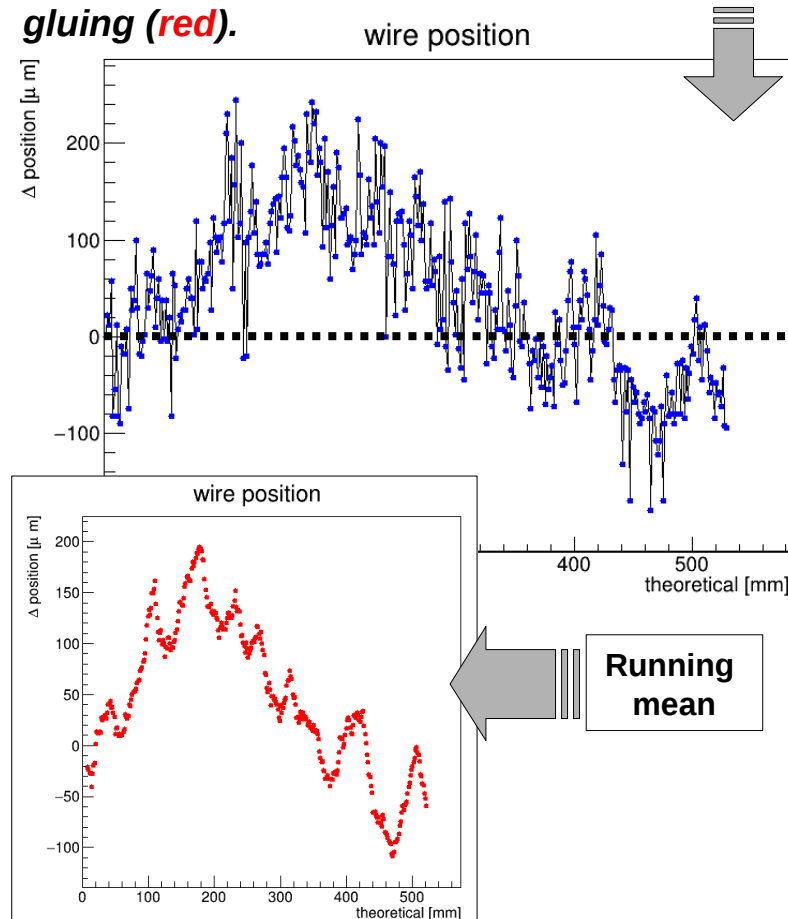 gluing (red).
wire position
Δ position [μ m]
200
100
0
−100
400
500
theoretical [mm]
wire position
Δ position [μ m]
200
150
100
50
0
−50
−100
0
100
200
300
400
500
theoretical [mm]
Running
mean